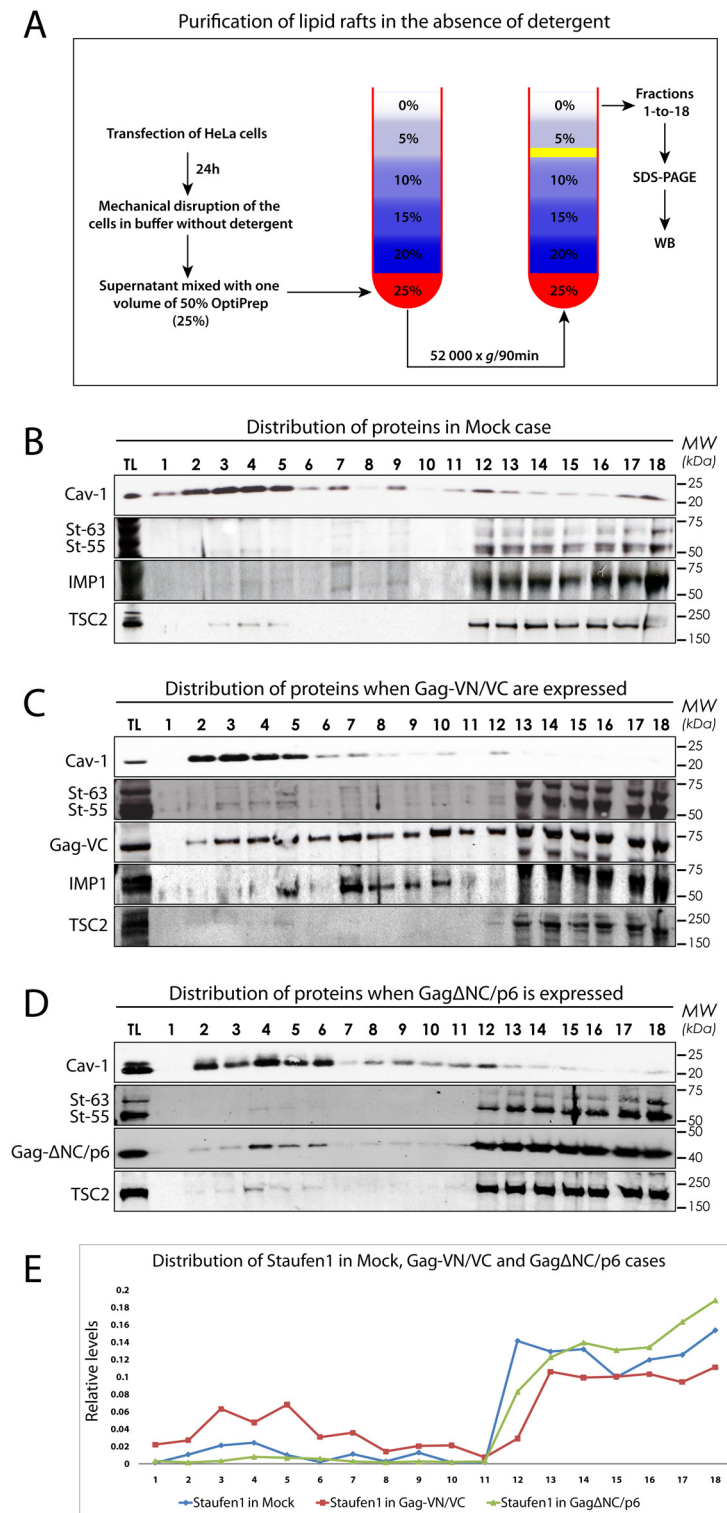 A
Purification of lipid rafts in the absence of detergent
Transfection of HeLa cells
24h
Mechanical disruption of the
cells in buffer without detergent
Supernatant mixed with one
volume of 50% OptiPrep
(25%)
0%
5%
10%
15%
20%
25%
52 000 x g/90min
0%
5%
10%
15%
20%
25%
Fractions
1-to-18
SDS-PAGE
WB
B
Distribution of proteins in Mock case
MW
(kDa)
TL 1 2 3 4 5 6 7 8 9 10 11 12 13 14 15 16 17 18
Cav-1
25
20
St-63
St-55
75
50
IMP1
75
50
TSC2
250
150
C
Distribution of proteins when Gag-VN/VC are expressed
MW
(kDa)
TL 1 2 3 4 5 6 7 8 9 10 11 12 13 14 15 16 17 18
Cav-1
25
20
St-63
St-55
75
50
Gag-VC
75
IMP1
75
50
TSC2
250
150
D
Distribution of proteins when GagΔNC/p6 is expressed
MW
(kDa)
TL 1 2 3 4 5 6 7 8 9 10 11 12 13 14 15 16 17 18
Cav-1
25
20
St-63
St-55
75
50
Gag-ΔNC/p6
50
40
TSC2
250
150
E
Distribution of Staufen1 in Mock, Gag-VN/VC and GagΔNC/p6 cases
Relative levels
0.2
0.18
0.16
0.14
0.12
0.1
0.08
0.06
0.04
0.02
0
1 2 3 4 5 6 7 8 9 10 11 12 13 14 15 16 17 18
Staufen1 in Mock Staufen1 in Gag-VN/VC Staufen1 in GagΔNC/p6